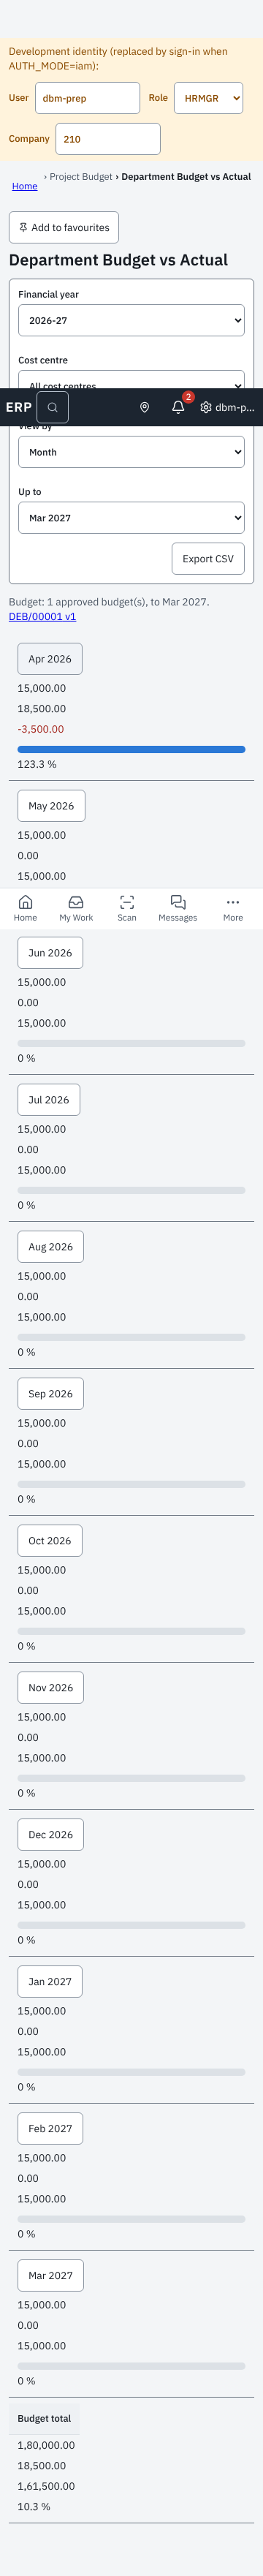 Development identity (replaced by sign-in when
AUTH_MODE=iam):
User dbm-prep Role HRMGR
Company 210
Home › Project Budget › Department Budget vs Actual
Add to favourites
Department Budget vs Actual
Financial year
2026-27
Cost centre
All cost centres
ERP 2 dbm-p...
View by
Month
Up to
Mar 2027
Export CSV
Budget: 1 approved budget(s), to Mar 2027.
DEB/00001 v1
Apr 2026
15,000.00
18,500.00
-3,500.00
123.3 %
May 2026
15,000.00
0.00
15,000.00
Home My Work Scan Messages More
Jun 2026
15,000.00
0.00
15,000.00
0 %
Jul 2026
15,000.00
0.00
15,000.00
0 %
Aug 2026
15,000.00
0.00
15,000.00
0 %
Sep 2026
15,000.00
0.00
15,000.00
0 %
Oct 2026
15,000.00
0.00
15,000.00
0 %
Nov 2026
15,000.00
0.00
15,000.00
0 %
Dec 2026
15,000.00
0.00
15,000.00
0 %
Jan 2027
15,000.00
0.00
15,000.00
0 %
Feb 2027
15,000.00
0.00
15,000.00
0 %
Mar 2027
15,000.00
0.00
15,000.00
0 %
Budget total
1,80,000.00
18,500.00
1,61,500.00
10.3 %